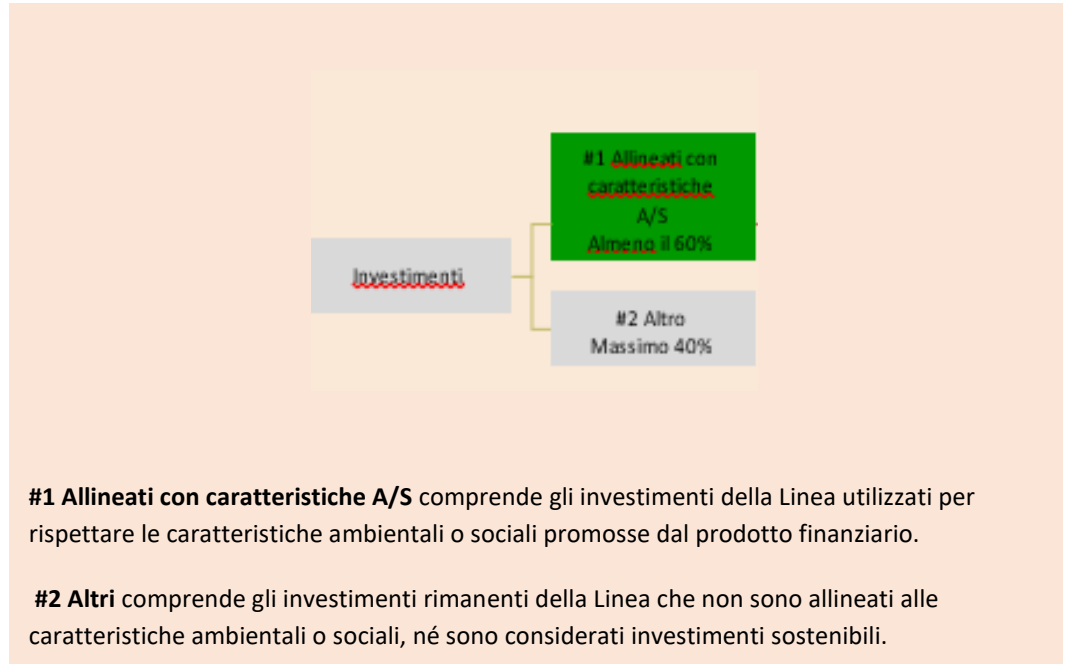 #1 Allineati con
caratteristiche
A/S
Almeno il 60%
Investimenti
#2 Altro
Massimo 40%
#1 Allineati con caratteristiche A/S comprende gli investimenti della Linea utilizzati per
rispettare le caratteristiche ambientali o sociali promosse dal prodotto finanziario.
#2 Altri comprende gli investimenti rimanenti della Linea che non sono allineati alle
caratteristiche ambientali o sociali, né sono considerati investimenti sostenibili.